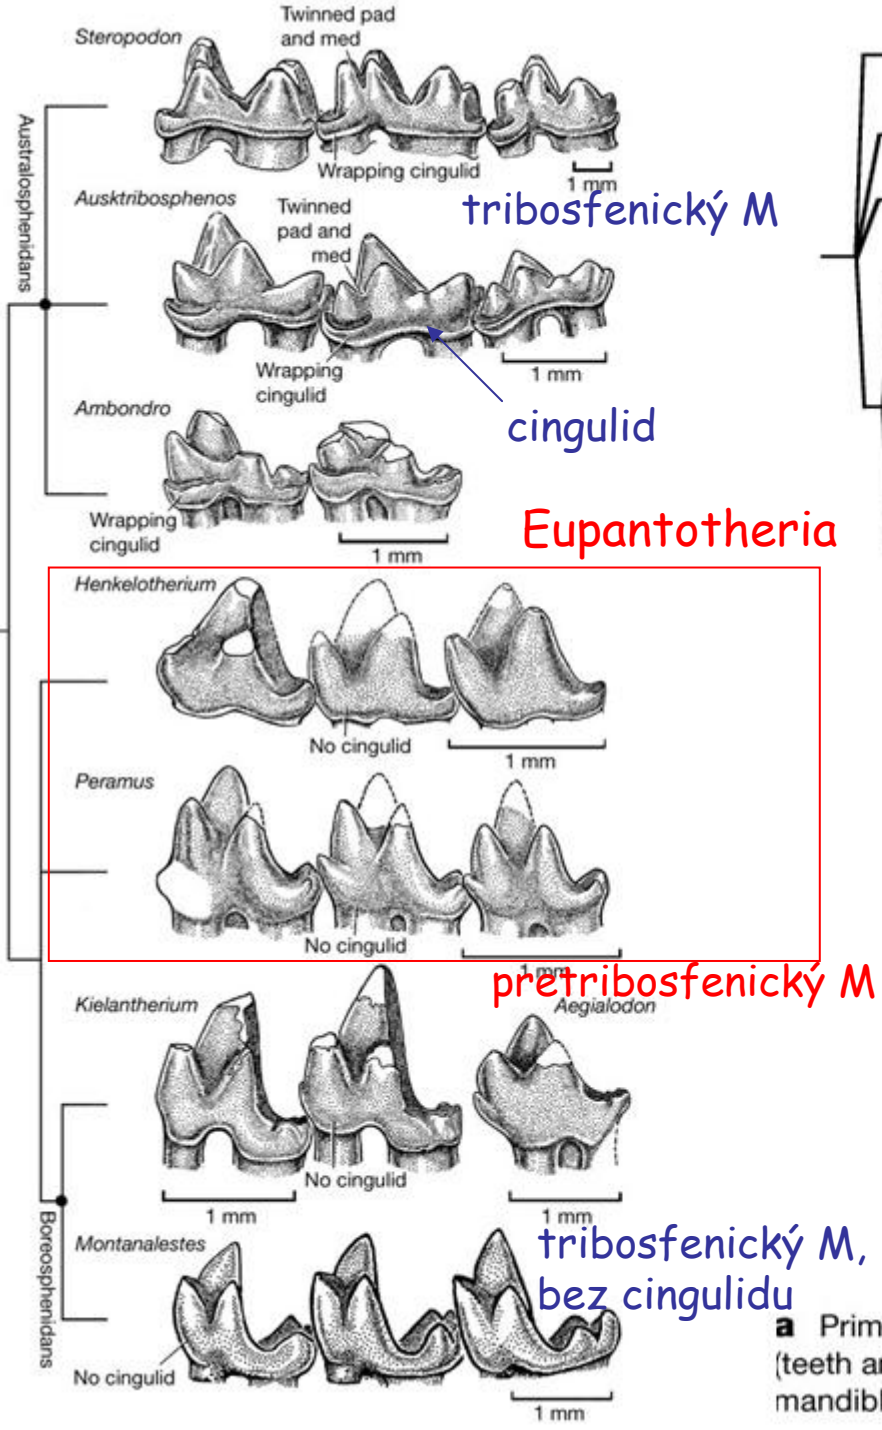 Steropodon
Twinned pad
and med
Wrapping cingulid
1 mm
Australosphenidans
Ausktribosphenos
tribosfenický M
Twinned
pad and
med
Wrapping
cingulid
1 mm
cingulid
Ambondro
Wrapping
cingulid
1 mm
Eupantotheria
Henkelotherium
No cingulid
1 mm
Peramus
No cingulid
1 mm
pretribosfenický M
Kielantherium
Aegialodon
No cingulid
1 mm
1 mm
Boreosphenidans
Montanalestes
tribosfenický M,
bez cingulidu
No cingulid
1 mm
a Prim
(teeth a
mandibl